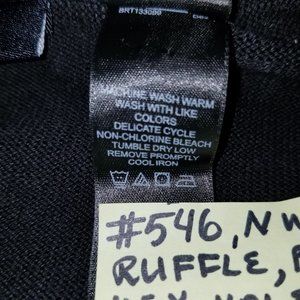 BRT133090
MACHINE WASH WARM
WASH WITH LIKE
COLORS
DELICATE CYCLE
NON-CHLORINE BLEACH
TUMBLE DRY LOW
REMOVE PROMPTLY
COOL IRON
#546, N
RUFFLE,